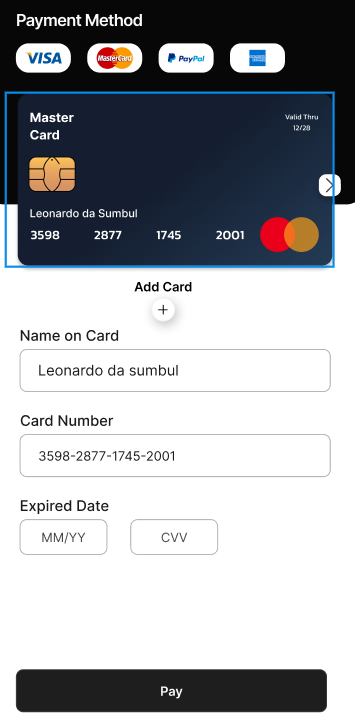 Payment Method
VISA
MasterCard
PayPal
Master
Card
Valid Thru
12/28
Leonardo da Sumbul
3598 2877 1745 2001
Add Card
+
Name on Card
Leonardo da sumbul
Card Number
3598-2877-1745-2001
Expired Date
MM/YY CVV
Pay